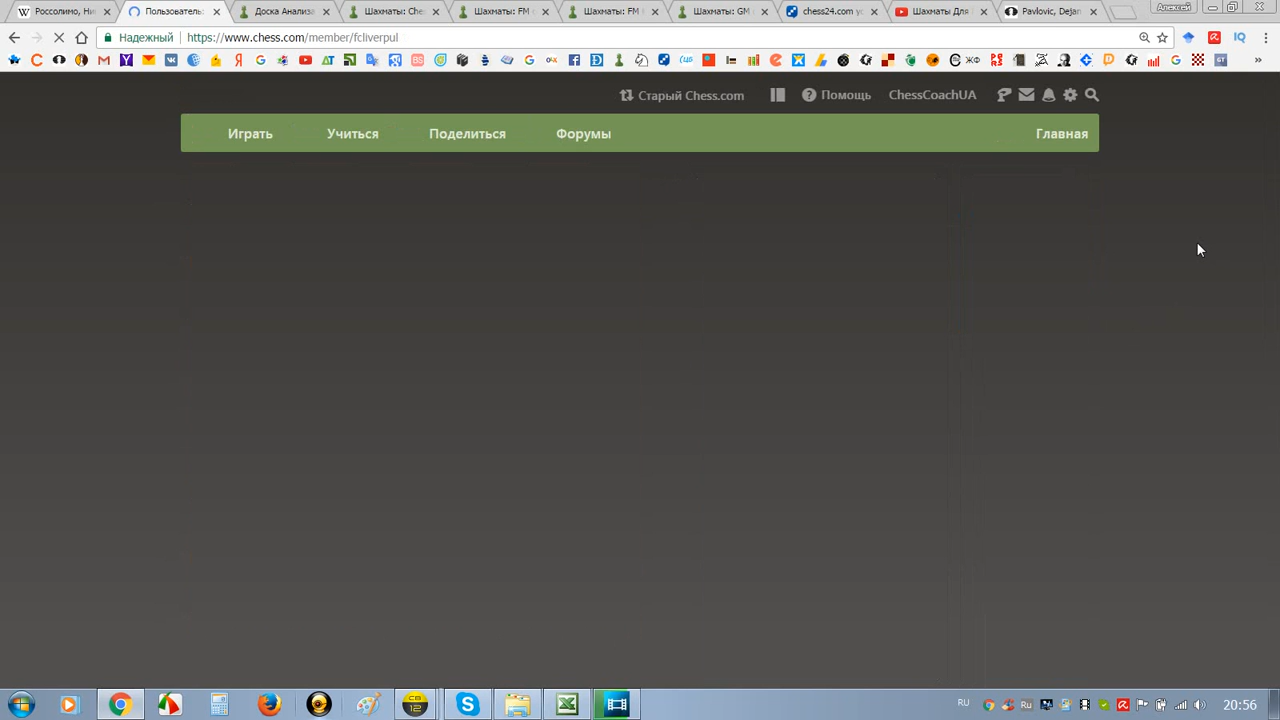 Россолимо, Ни
Пользователь:
Доска Анализа
Шахматы: Che
Шахматы: FM
Шахматы: FM
Шахматы: GM
chess24.com
Шахматы Для
Pavlovic, Dejan
Алексей
Надежный https://www.chess.com/member/fcliverpul
Старый Chess.com Помощь ChessCoachUA
Играть Учиться Поделиться Форумы Главная
RU 20:56